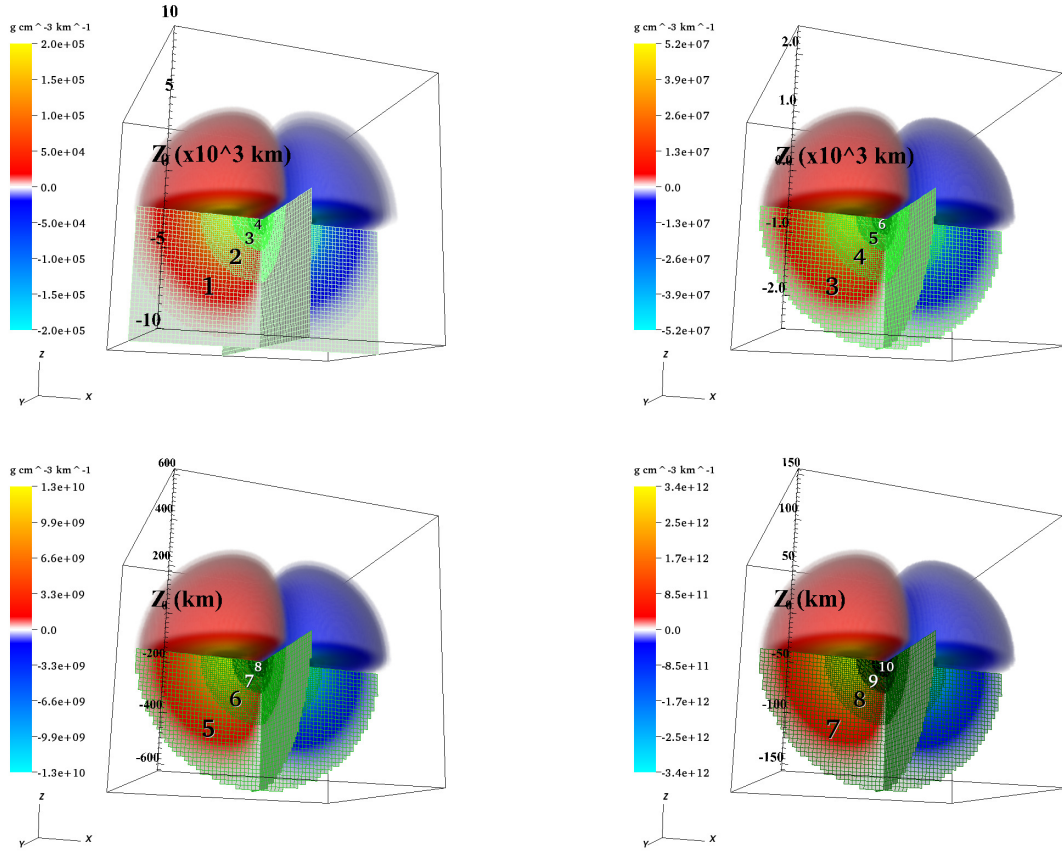 g cm^-3 km^-1
2.0e+05
1.5e+05
1.0e+05
5.0e+04
0.0
-5.0e+04
-1.0e+05
-1.5e+05
-2.0e+05
10
5
Z (x10^3 km)
0
-5
-10
1
2
3
4
Z
Y
X
g cm^-3 km^-1
5.2e+07
3.9e+07
2.6e+07
1.3e+07
0.0
-1.3e+07
-2.6e+07
-3.9e+07
-5.2e+07
2.0
1.0
Z (x10^3 km)
0.0
-1.0
-2.0
3
4
5
6
Z
Y
X
g cm^-3 km^-1
1.3e+10
9.9e+09
6.6e+09
3.3e+09
0.0
-3.3e+09
-6.6e+09
-9.9e+09
-1.3e+10
600
400
200
Z (km)
0
-200
-400
-600
5
6
7
8
Z
Y
X
g cm^-3 km^-1
3.4e+12
2.5e+12
1.7e+12
8.5e+11
0.0
-8.5e+11
-1.7e+12
-2.5e+12
-3.4e+12
150
100
50
Z (km)
0
-50
-100
-150
7
8
9
10
Z
Y
X